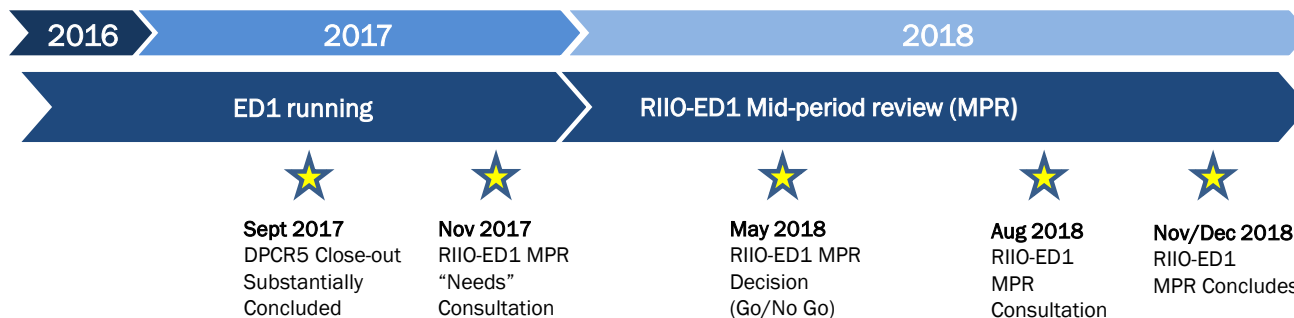 2016
2017
2018
ED1 running
RIIO-ED1 Mid-period review (MPR)
Sept 2017
DPCR5 Close-out
Substantially
Concluded
Nov 2017
RIIO-ED1 MPR
“Needs”
Consultation
May 2018
RIIO-ED1 MPR
Decision
(Go/No Go)
Aug 2018
RIIO-ED1
MPR
Consultation
Nov/Dec 2018
RIIO-ED1
MPR Concludes